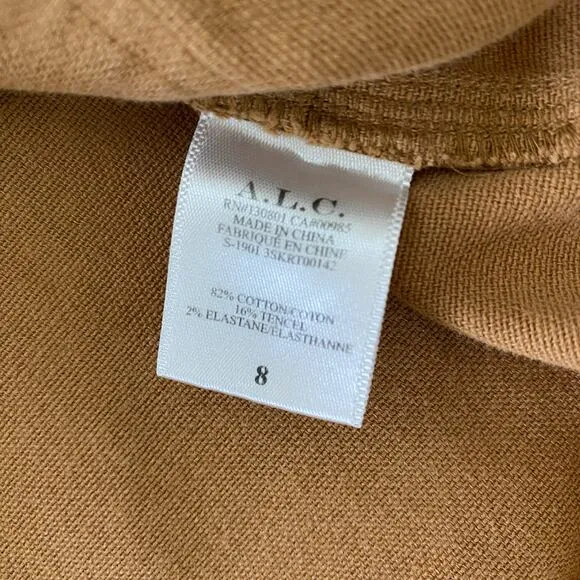 A.L.C.
RN#130801 CA#00985
MADE IN CHINA
FABRIQUÉ EN CHINE
S-1901 3SKRT00142
82% COTTON/COTON
16% TENCEL
2% ELASTANE/ELASTHANNE
8